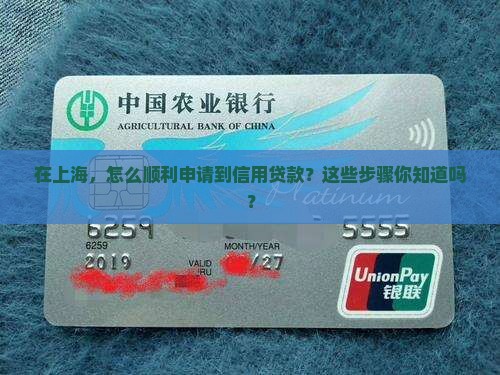 中国农业银行
AGRICULTURAL BANK OF CHINA
在上海，怎么顺利申请到信用贷款？这些步骤你知道吗
？
Platinum
6259 5555
6259
MONTH/YEAR
2019
VALID
THRU
/27
UnionPay
银联